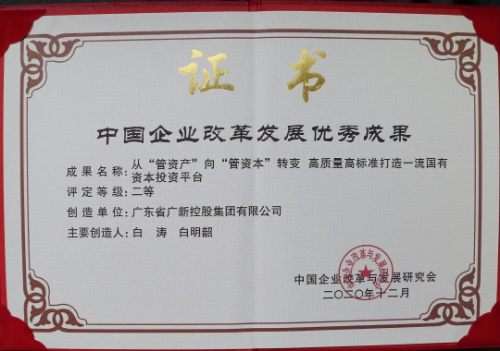 证书
中国企业改革发展优秀成果
成果名称：从“管资产”向“管资本”转变 高质量高标准打造一流国有
资本投资平台
评定等级：二等
创造单位：广东省广新控股集团有限公司
主要创造人：白 涛 白明韶
中国企业改革与发展研究会
二〇二〇年十二月